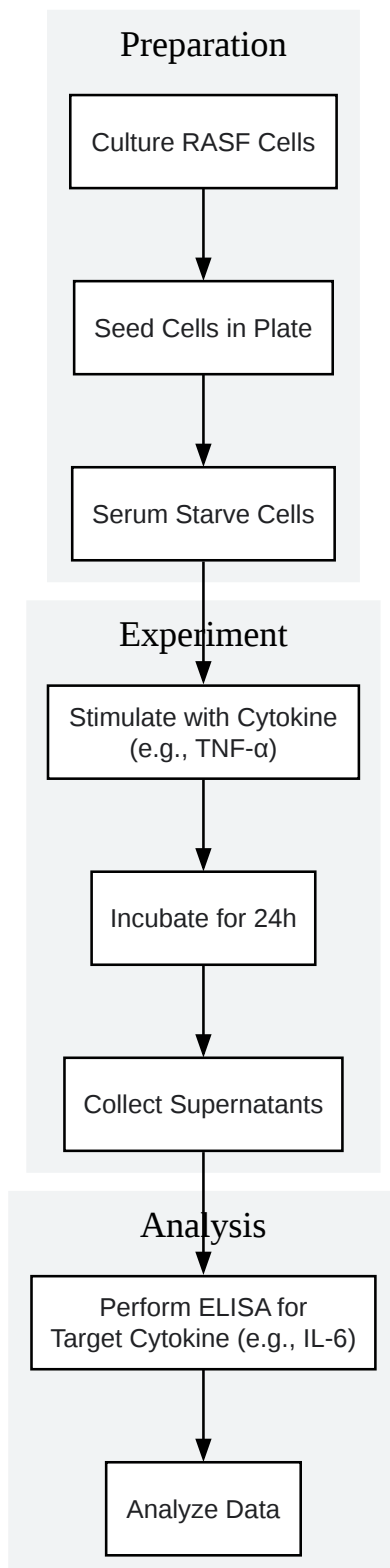 Preparation
Culture RASF Cells
Seed Cells in Plate
Serum Starve Cells
Experiment
Stimulate with Cytokine
(e.g., TNF-α)
Incubate for 24h
Collect Supernatants
Analysis
Perform ELISA for
Target Cytokine (e.g., IL-6)
Analyze Data